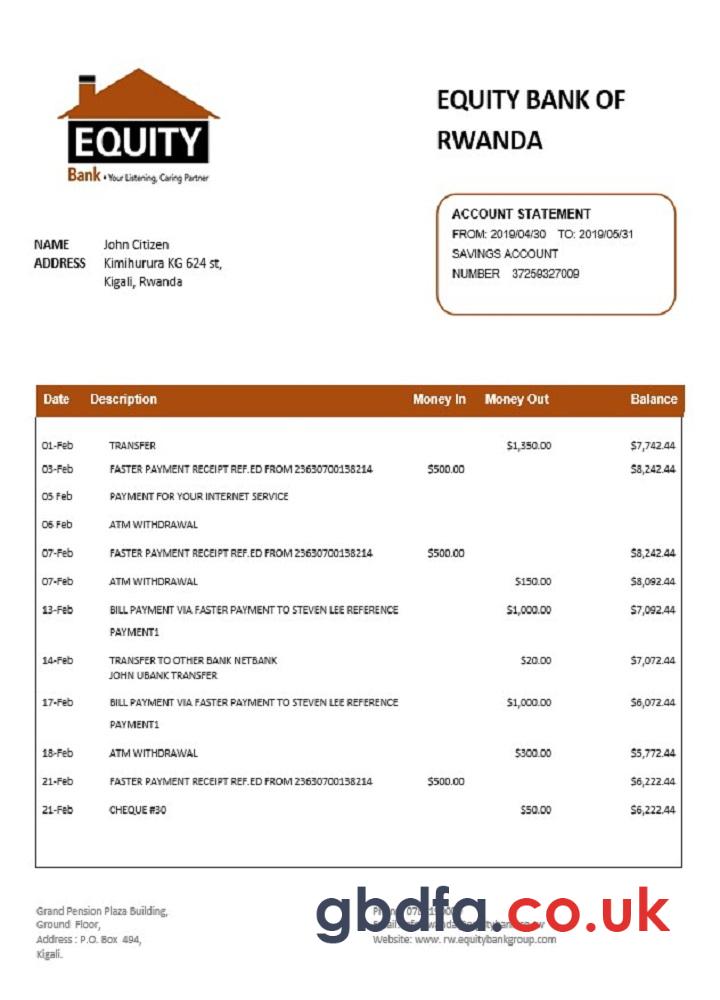 EQUITY
Bank • Your Listening, Caring Partner
EQUITY BANK OF
RWANDA
ACCOUNT STATEMENT
FROM: 2019/04/30 TO: 2019/05/31
SAVINGS ACCOUNT
NUMBER 37259327009
NAME John Citizen
ADDRESS Kimihurura KG 624 st,
Kigali, Rwanda
Date Description Money In Money Out Balance
01-Feb TRANSFER $1,350.00 $7,742.44
03-Feb FASTER PAYMENT RECEIPT REF.ED FROM 23630700138214 $500.00 $8,242.44
05 Feb PAYMENT FOR YOUR INTERNET SERVICE
06 Feb ATM WITHDRAWAL
07-Feb FASTER PAYMENT RECEIPT REF.ED FROM 23630700138214 $500.00 $8,242.44
07-Feb ATM WITHDRAWAL $150.00 $8,092.44
13-Feb BILL PAYMENT VIA FASTER PAYMENT TO STEVEN LEE REFERENCE $1,000.00 $7,092.44
PAYMENT1
14-Feb TRANSFER TO OTHER BANK NETBANK $20.00 $7,072.44
JOHN UBANK TRANSFER
17-Feb BILL PAYMENT VIA FASTER PAYMENT TO STEVEN LEE REFERENCE $1,000.00 $6,072.44
PAYMENT1
18-Feb ATM WITHDRAWAL $300.00 $5,772.44
21-Feb FASTER PAYMENT RECEIPT REF.ED FROM 23630700138214 $500.00 $6,222.44
21-Feb CHEQUE #30 $50.00 $6,222.44
Grand Pension Plaza Building,
Ground Floor,
Address : P.O. Box 494,
Kigali.
Website: www. rw.equitybankgroup.com
gbdfa.co.uk